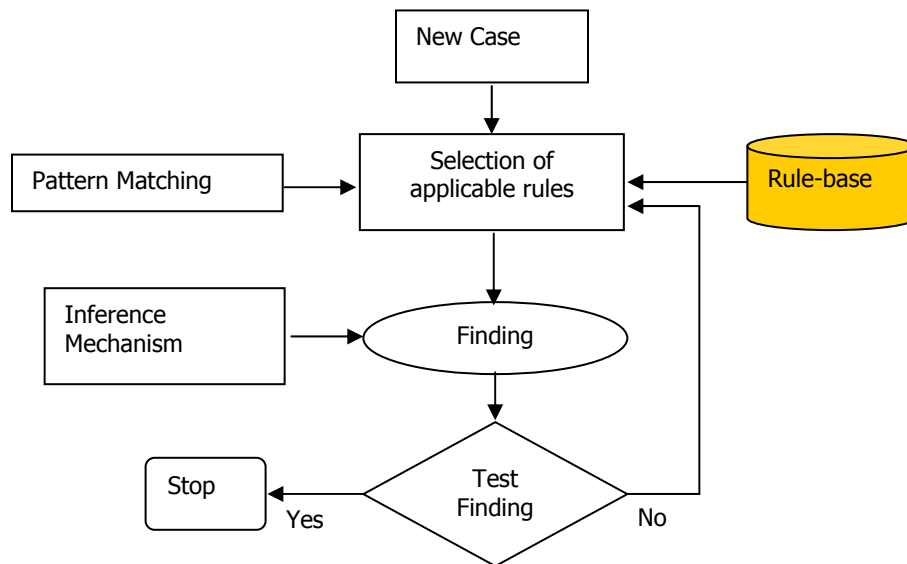 New Case
Selection of
applicable rules
Pattern Matching
Rule-base
Inference
Mechanism
Finding
Test
Finding
Stop
Yes
No